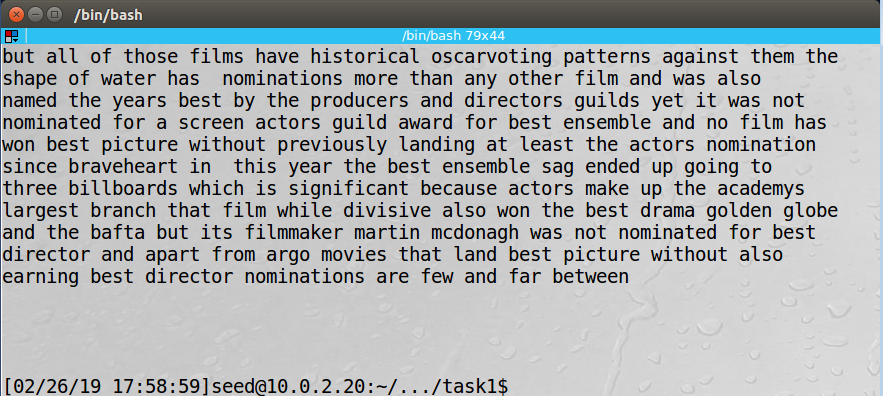 /bin/bash
/bin/bash 79x44
but all of those films have historical oscarvoting patterns against them the
shape of water has  nominations more than any other film and was also
named the years best by the producers and directors guilds yet it was not
nominated for a screen actors guild award for best ensemble and no film has
won best picture without previously landing at least the actors nomination
since braveheart in  this year the best ensemble sag ended up going to
three billboards which is significant because actors make up the academys
largest branch that film while divisive also won the best drama golden globe
and the bafta but its filmmaker martin mcdonagh was not nominated for best
director and apart from argo movies that land best picture without also
earning best director nominations are few and far between
[02/26/19 17:58:59]seed@10.0.2.20:~/.../task1$